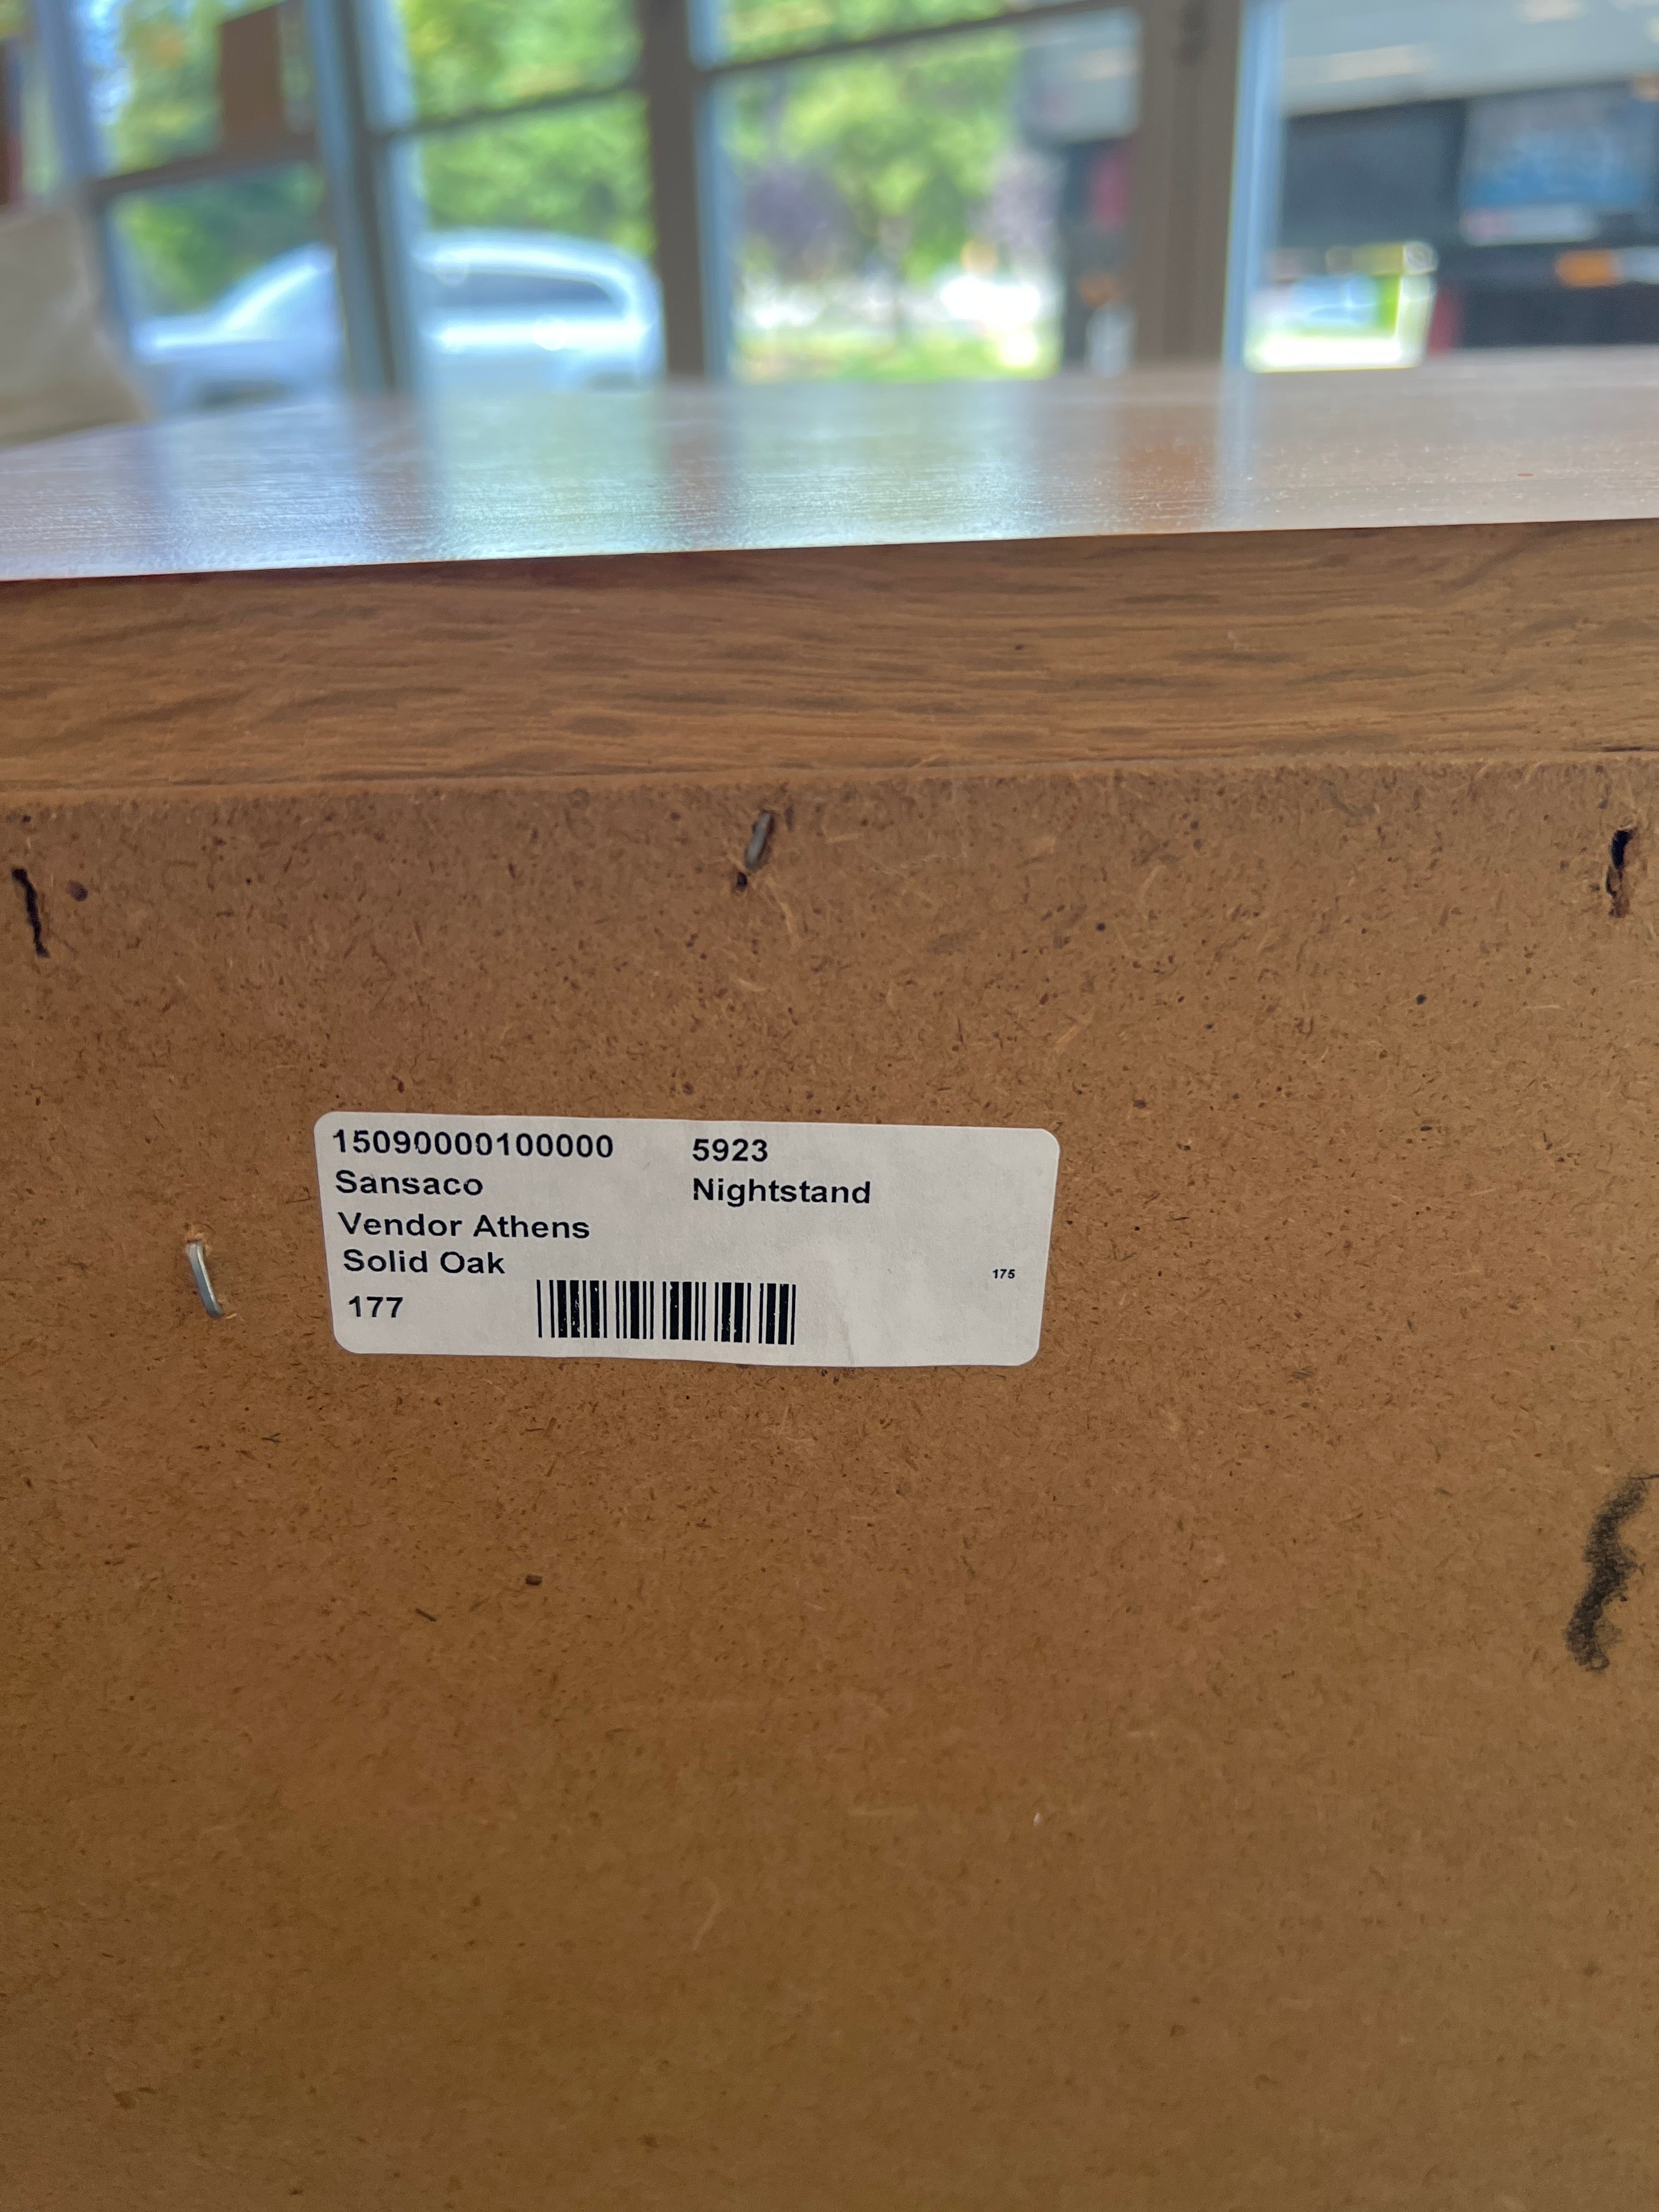 15090000100000 5923
Sansaco Nightstand
Vendor Athens
Solid Oak
175
177